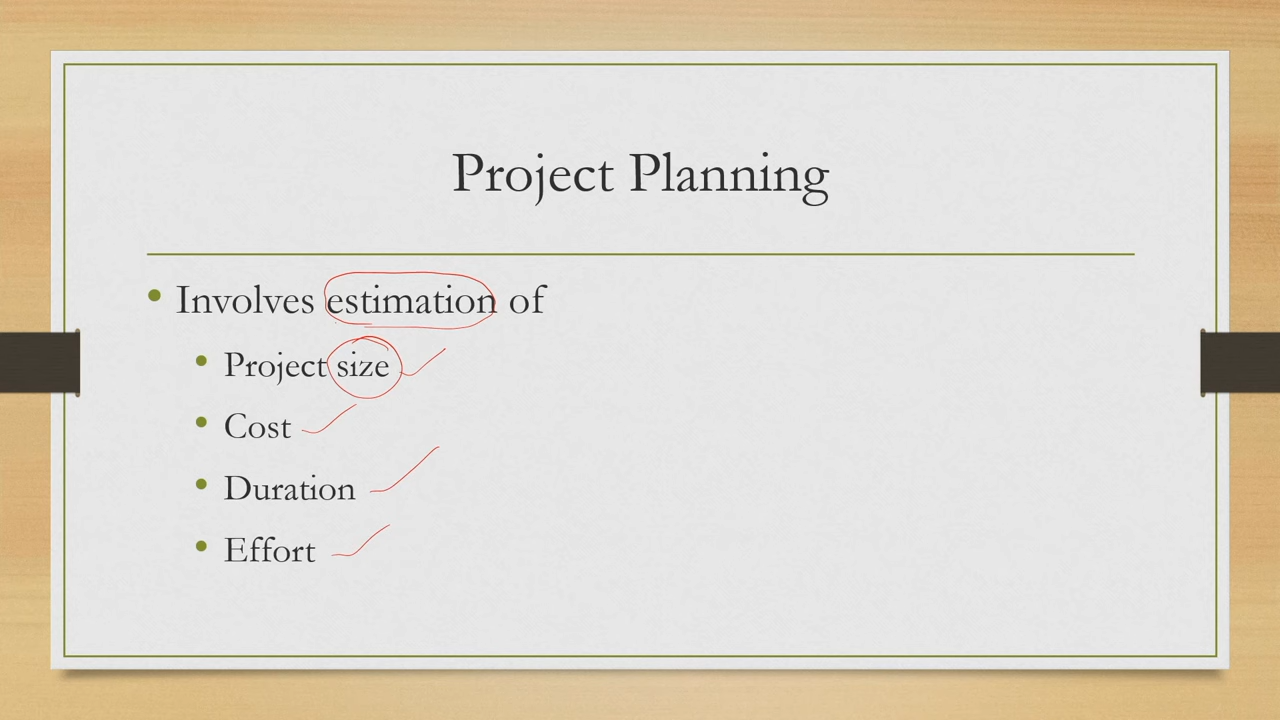 Project Planning
Involves estimation of
Project size
Cost
Duration
Effort